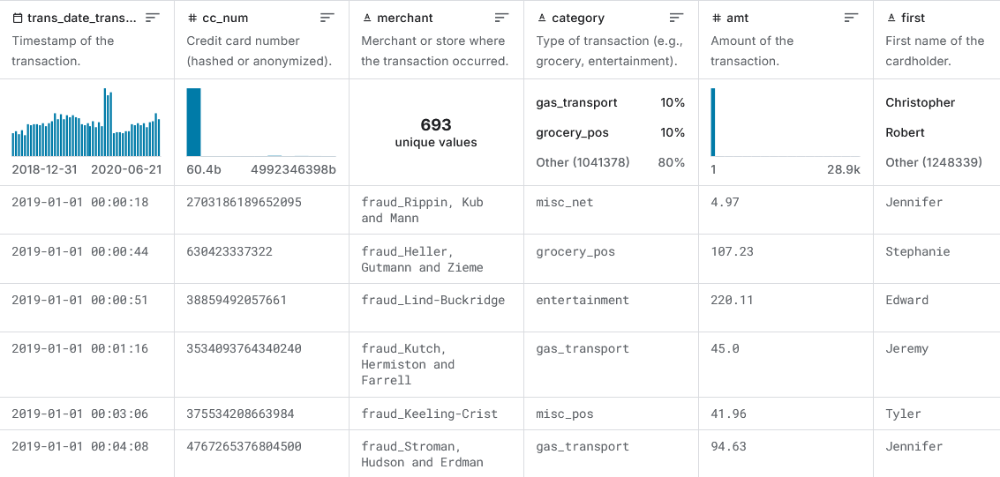 trans_date_trans...
cc_num
merchant
category
amt
first
Timestamp of the
transaction.
Credit card number
(hashed or anonymized).
Merchant or store where
the transaction occurred.
Type of transaction (e.g.,
grocery, entertainment).
Amount of the
transaction.
First name of the
cardholder.
2018-12-31 2020-06-21
60.4b 4992346398b
693
unique values
gas_transport 10%
grocery_pos 10%
Other (1041378) 80%
1 28.9k
Christopher
Robert
Other (1248339)
2019-01-01 00:00:18
2703186189652095
fraud_Rippin, Kub
and Mann
misc_net
4.97
Jennifer
2019-01-01 00:00:44
630423337322
fraud_Heller,
Gutmann and Zieme
grocery_pos
107.23
Stephanie
2019-01-01 00:00:51
38859492057661
fraud_Lind-Buckridge
entertainment
220.11
Edward
2019-01-01 00:01:16
3534093764340240
fraud_Kutch,
Hermiston and
Farrell
gas_transport
45.0
Jeremy
2019-01-01 00:03:06
375534208663984
fraud_Keeling-Crist
misc_pos
41.96
Tyler
2019-01-01 00:04:08
4767265376804500
fraud_Stroman,
Hudson and Erdman
gas_transport
94.63
Jennifer